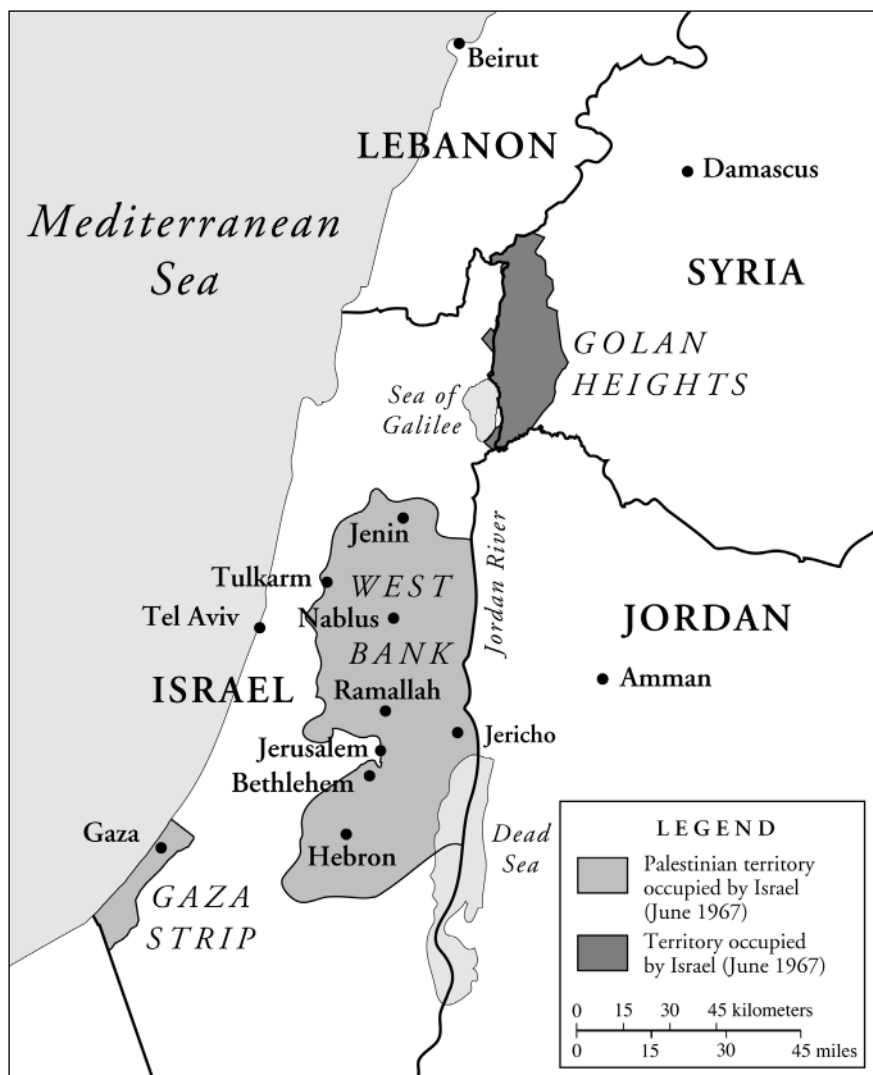 Beirut
LEBANON
Damascus
Mediterranean
Sea
SYRIA
GOLAN
HEIGHTS
Sea of
Galilee
Jenin
Jordan River
Tulkarm
WEST
Tel Aviv
Nablus
JORDAN
BANK
ISRAEL
Amman
Ramallah
Jericho
Jerusalem
Bethlehem
Gaza
Dead
Sea
Hebron
GAZA
STRIP
LEGEND
Palestinian territory
occupied by Israel
(June 1967)
Territory occupied
by Israel (June 1967)
0 15 30 45 kilometers
0 15 30 45 miles